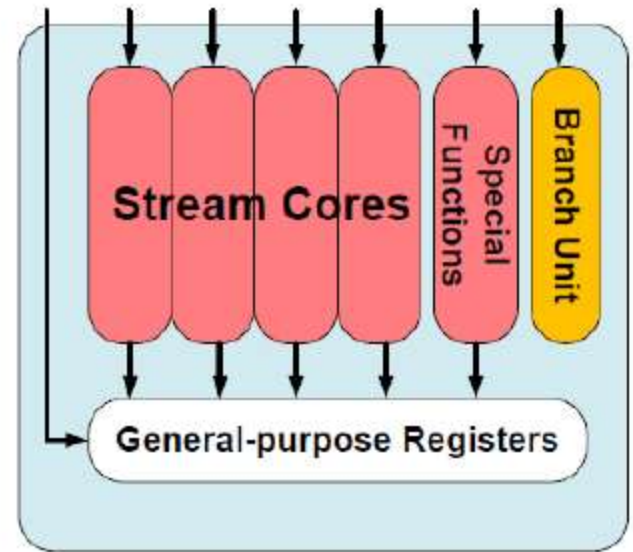 Stream Cores
Special
Functions
Branch Unit
General-purpose Registers